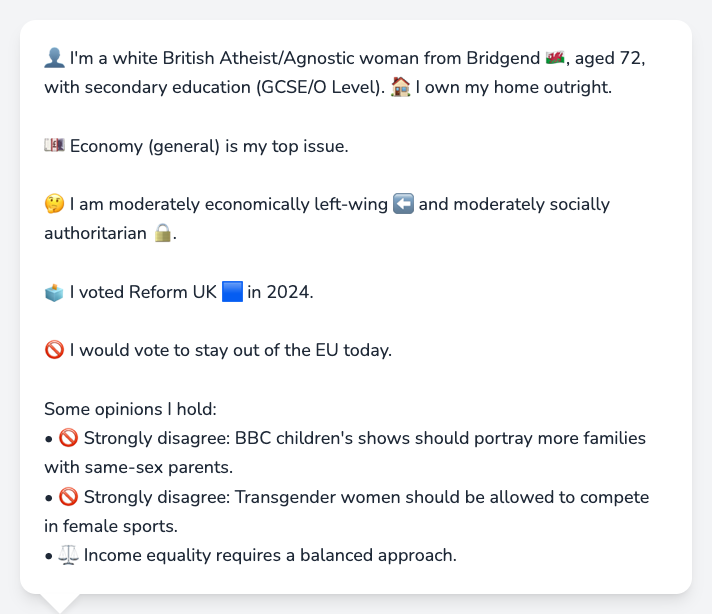 👤 I'm a white British Atheist/Agnostic woman from Bridgend 🏴󠁧󠁢󠁷󠁬󠁳󠁿, aged 72,
with secondary education (GCSE/O Level). 🏠 I own my home outright.
💷 Economy (general) is my top issue.
🤔 I am moderately economically left-wing ⬅️ and moderately socially
authoritarian 🔒.
🗳️ I voted Reform UK 🟦 in 2024.
🚫 I would vote to stay out of the EU today.
Some opinions I hold:
• 🚫 Strongly disagree: BBC children's shows should portray more families
with same-sex parents.
• 🚫 Strongly disagree: Transgender women should be allowed to compete
in female sports.
• ⚖️ Income equality requires a balanced approach.